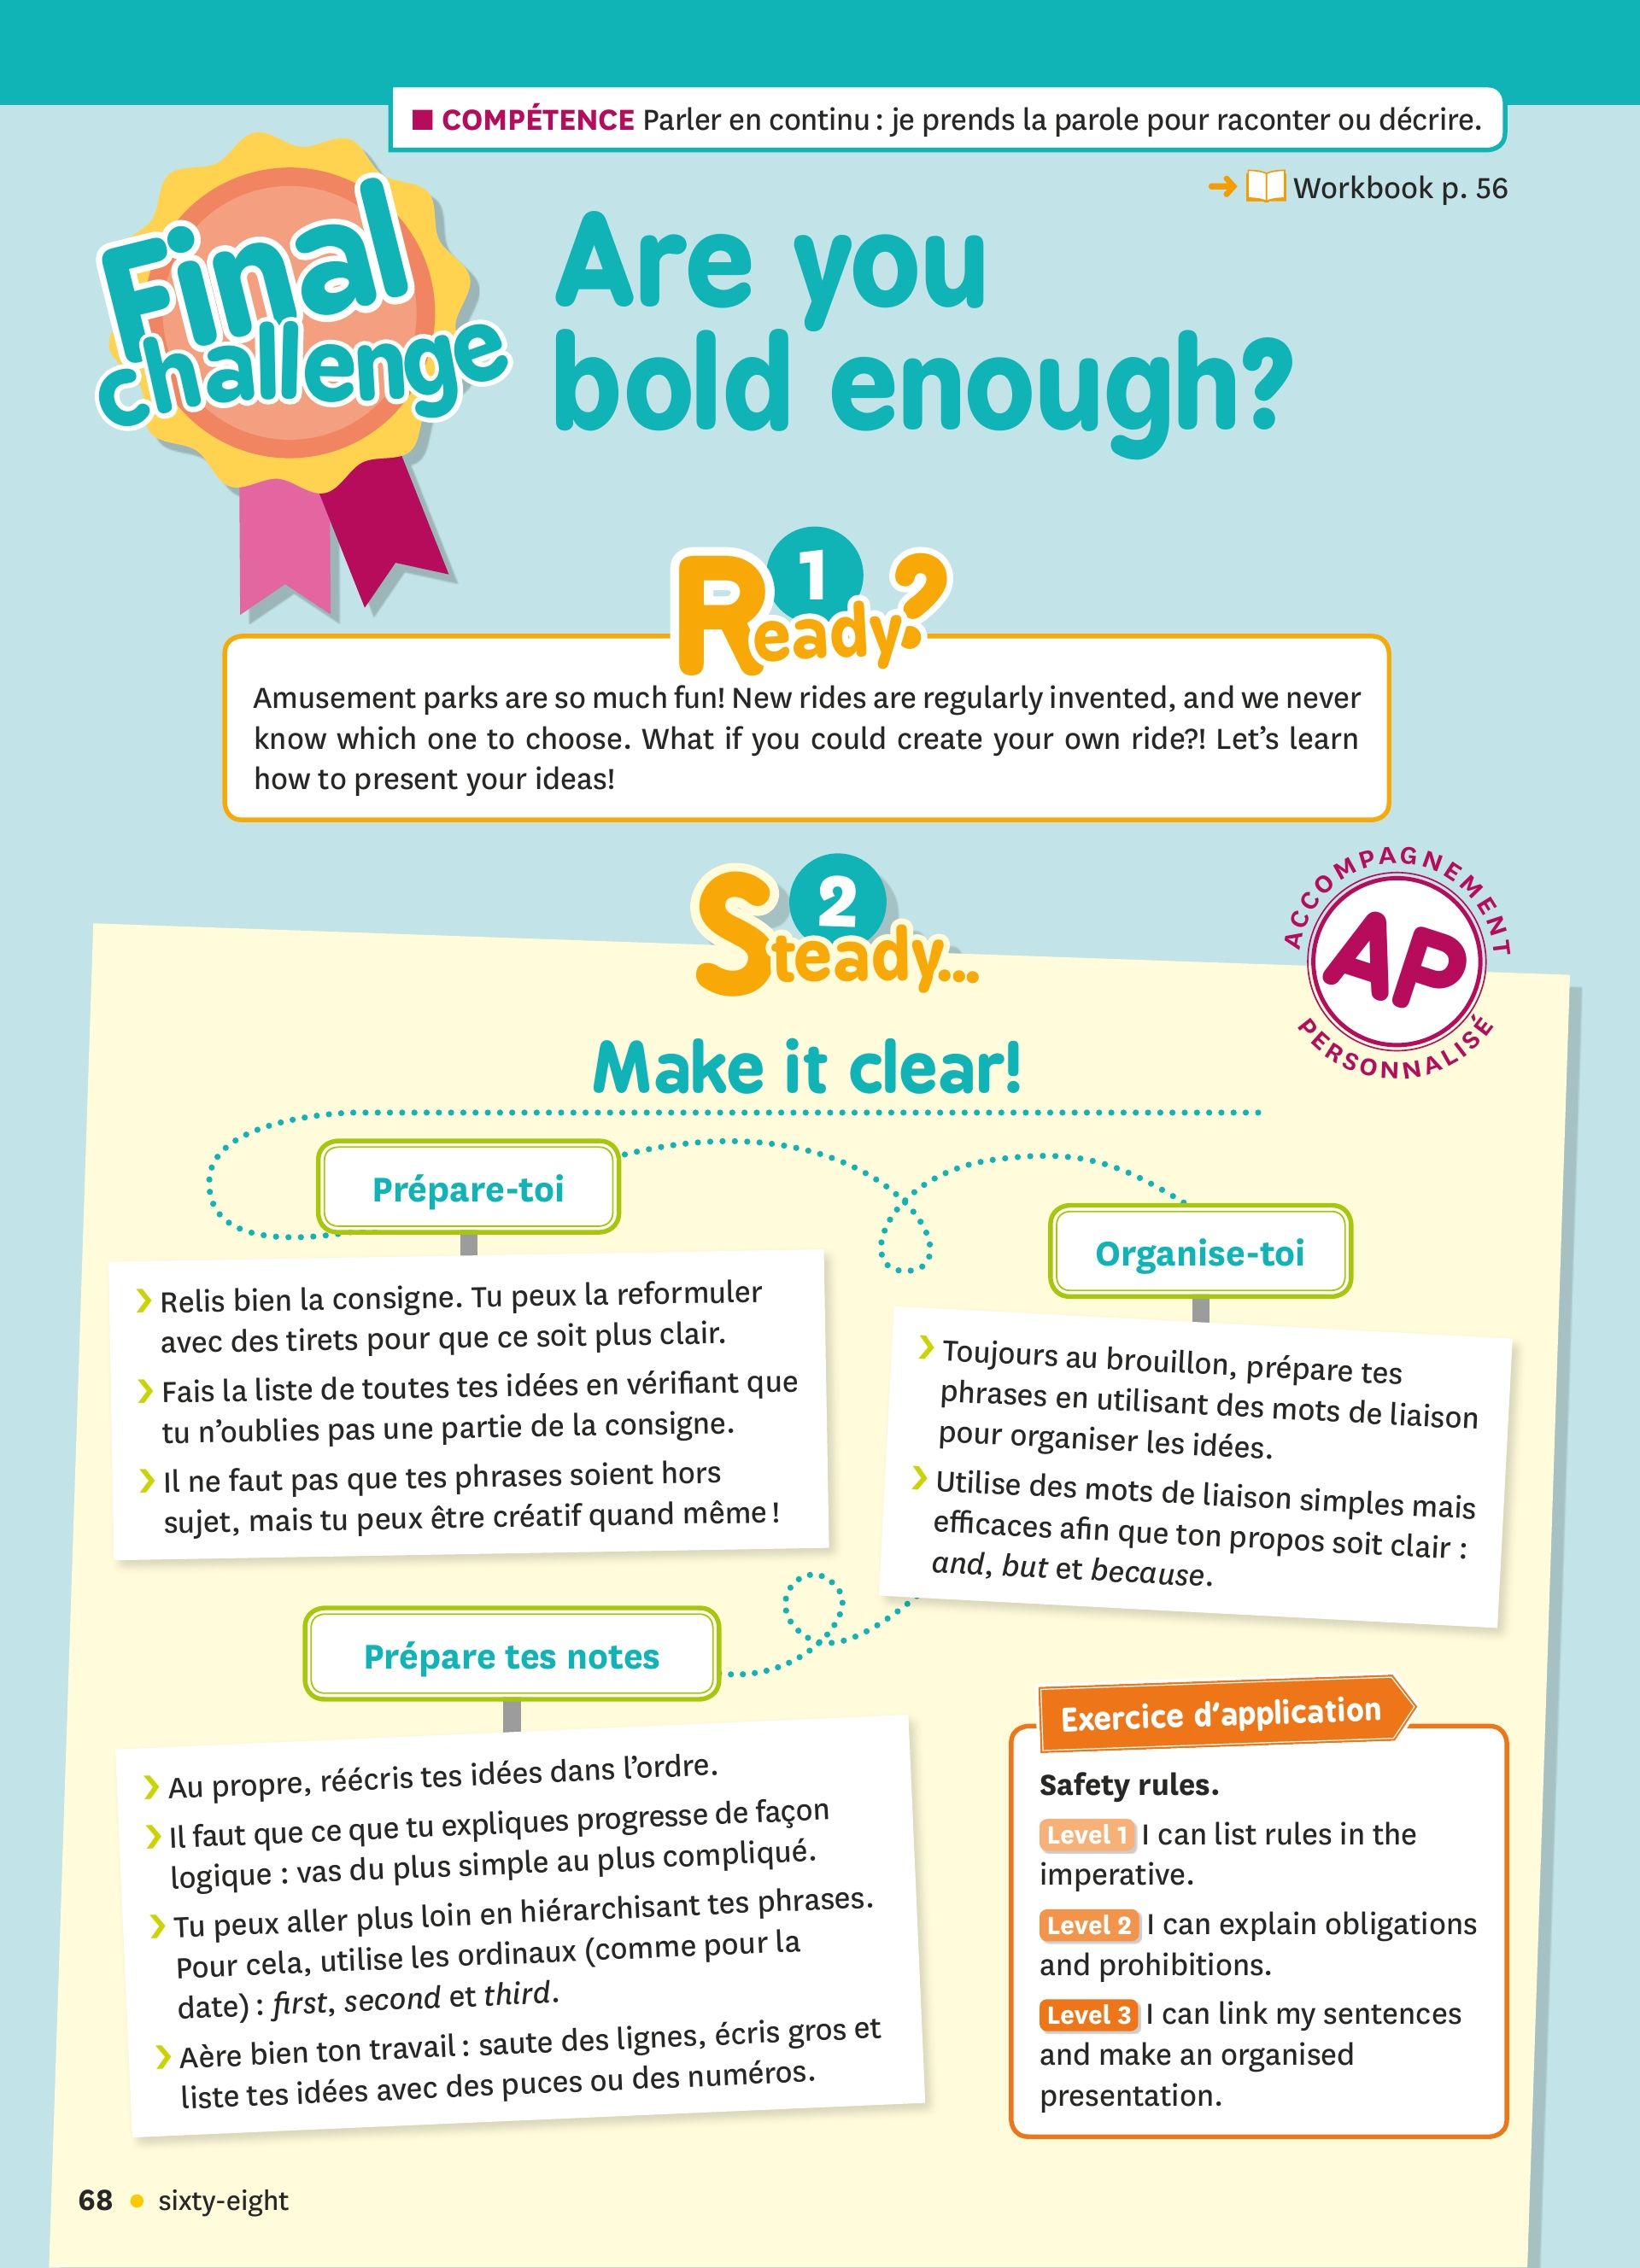 ■ COMPÉTENCE Parler en continu : je prends la parole pour raconter ou décrire.
➜ Workbook p. 56
Final
challenge
Are you
bold enough?
1
Ready?
Amusement parks are so much fun! New rides are regularly invented, and we never
know which one to choose. What if you could create your own ride?! Let's learn
how to present your ideas!
2
Steady...
ACCOMPAGNEMENT
AP
PERSONNALISÉ
Make it clear!
Prépare-toi
› Relis bien la consigne. Tu peux la reformuler
avec des tirets pour que ce soit plus clair.
› Fais la liste de toutes tes idées en vérifiant que
tu n'oublies pas une partie de la consigne.
› Il ne faut pas que tes phrases soient hors
sujet, mais tu peux être créatif quand même !
Organise-toi
› Toujours au brouillon, prépare tes
phrases en utilisant des mots de liaison
pour organiser les idées.
› Utilise des mots de liaison simples mais
efficaces afin que ton propos soit clair :
and, but et because.
Prépare tes notes
› Au propre, réécris tes idées dans l'ordre.
› Il faut que ce que tu expliques progresse de façon
logique : vas du plus simple au plus compliqué.
› Tu peux aller plus loin en hiérarchisant tes phrases.
Pour cela, utilise les ordinaux (comme pour la
date) : first, second et third.
› Aère bien ton travail : saute des lignes, écris gros et
liste tes idées avec des puces ou des numéros.
Exercice d'application
Safety rules.
Level 1 I can list rules in the
imperative.
Level 2 I can explain obligations
and prohibitions.
Level 3 I can link my sentences
and make an organised
presentation.
68 • sixty-eight